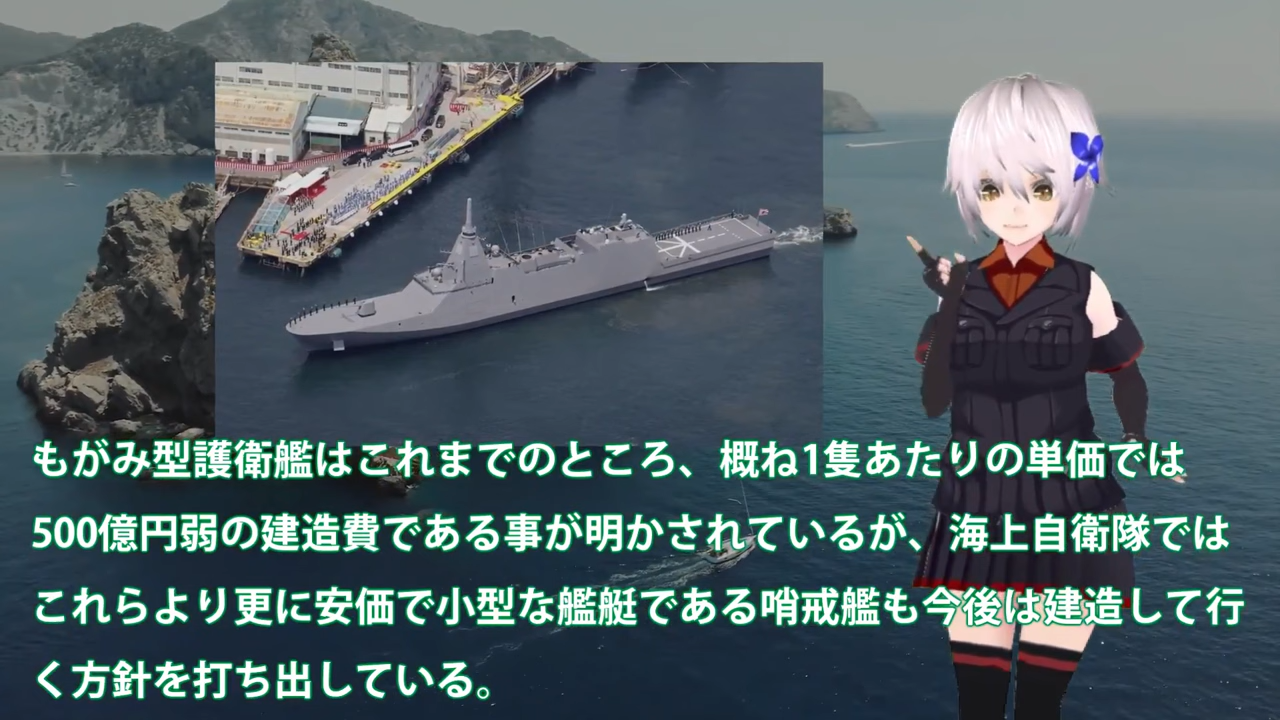 もがみ型護衛艦はこれまでのところ、概ね1隻あたりの単価では
500億円弱の建造費である事が明かされているが、海上自衛隊では
これらより更に安価で小型な艦艇である哨戒艦も今後は建造して行
く方針を打ち出している。